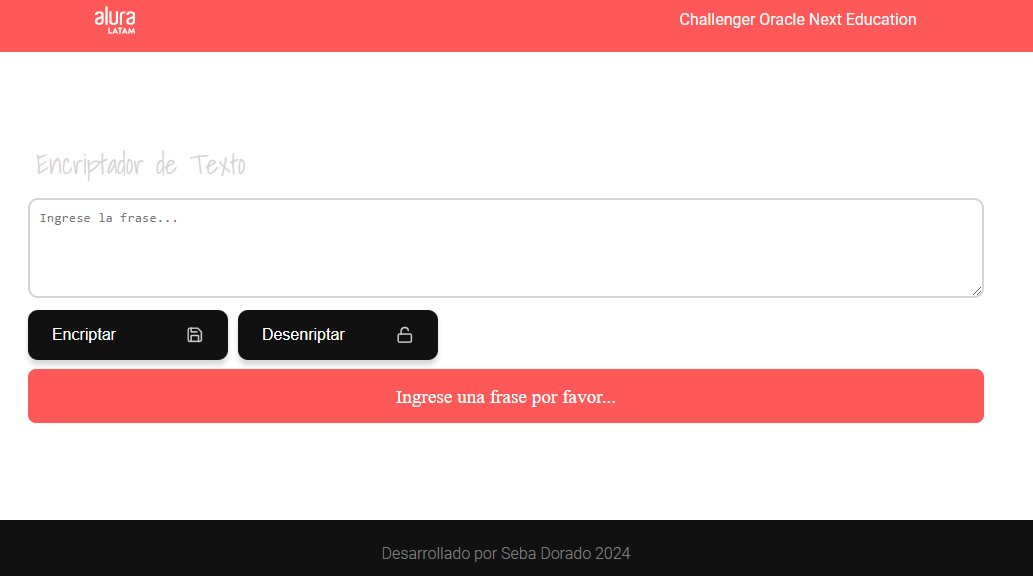 alura
LATAM
Challenger Oracle Next Education
Encriptador de Texto
Ingrese la frase...
Encriptar
Desenriptar
Ingrese una frase por favor...
Desarrollado por Seba Dorado 2024